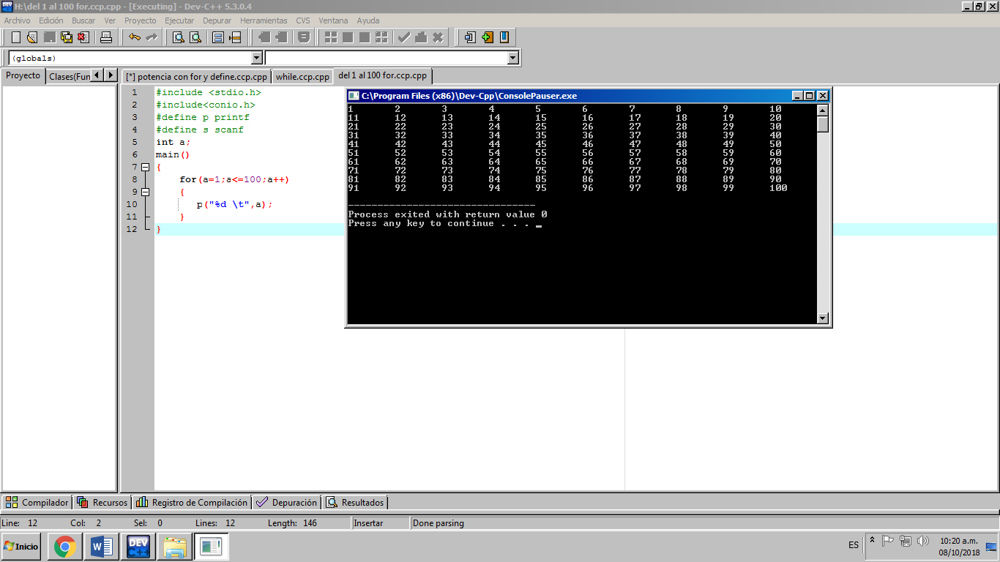 H:\del 1 al 100 for.ccp.cpp - [Executing] - Dev-C++ 5.3.0.4
Archivo Edición Buscar Ver Proyecto Ejecutar Depurar Herramientas CVS Ventana Ayuda
(globals)
Proyecto Clases(Fun [*] potencia con for y define.ccp.cpp while.ccp.cpp del 1 al 100 for.ccp.cpp
1 #include <stdio.h>
2 #include<conio.h>
3 #define p printf
4 #define s scanf
5 int a;
6 main()
7 {
8 for(a=1;a<=100;a++)
9 {
10 p("%d \t",a);
11 }
12 }
C:\Program Files (x86)\Dev-Cpp\ConsolePauser.exe
1 2 3 4 5 6 7 8 9 10
11 12 13 14 15 16 17 18 19 20
21 22 23 24 25 26 27 28 29 30
31 32 33 34 35 36 37 38 39 40
41 42 43 44 45 46 47 48 49 50
51 52 53 54 55 56 57 58 59 60
61 62 63 64 65 66 67 68 69 70
71 72 73 74 75 76 77 78 79 80
81 82 83 84 85 86 87 88 89 90
91 92 93 94 95 96 97 98 99 100
--------------------------------
Process exited with return value 0
Press any key to continue . . . _
Compilador Recursos Registro de Compilación Depuración Resultados
Line: 12 Col: 2 Sel: 0 Lines: 12 Length: 146 Insertar Done parsing
Inicio W DEV C++ ES 10:20 a.m.
08/10/2018